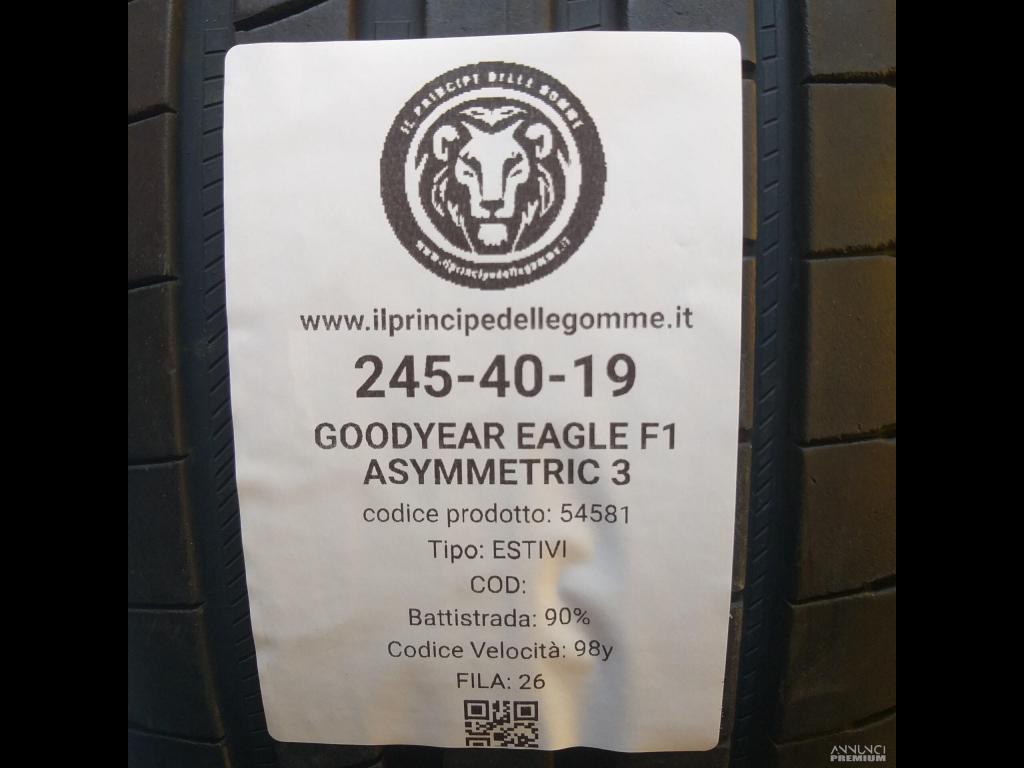 IL PRINCIPE DELLE GOMME
www.ilprincipedellegomme.it
www.ilprincipedellegomme.it
245-40-19
GOODYEAR EAGLE F1
ASYMMETRIC 3
codice prodotto: 54581
Tipo: ESTIVI
COD:
Battistrada: 90%
Codice Velocità: 98y
FILA: 26
ANNUNCI
PREMIUM